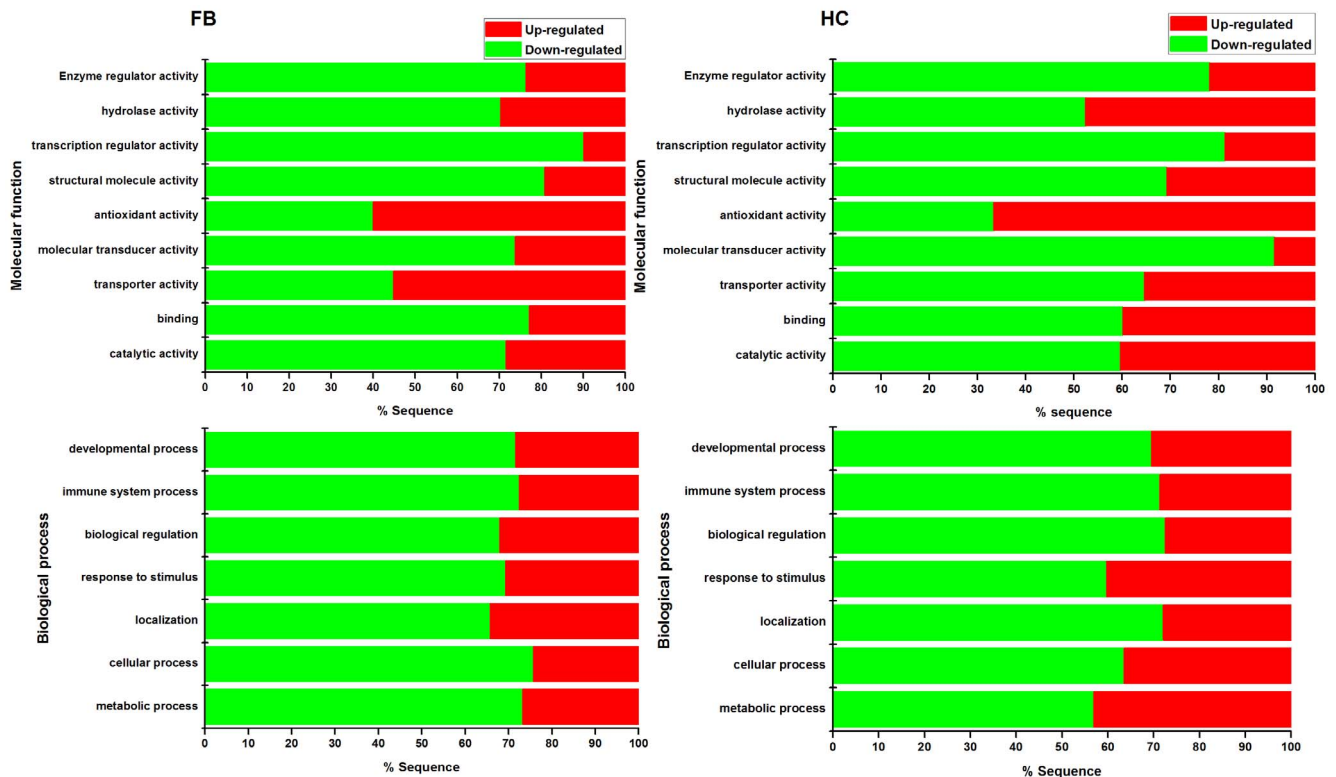 FB
Up-regulated
Down-regulated
Molecular function
Enzyme regulator activity
hydrolase activity
transcription regulator activity
structural molecule activity
antioxidant activity
molecular transducer activity
transporter activity
binding
catalytic activity
0 10 20 30 40 50 60 70 80 90 100
% Sequence
HC
Up-regulated
Down-regulated
Molecular function
Enzyme regulator activity
hydrolase activity
transcription regulator activity
structural molecule activity
antioxidant activity
molecular transducer activity
transporter activity
binding
catalytic activity
0 10 20 30 40 50 60 70 80 90 100
% sequence
Biological process
developmental process
immune system process
biological regulation
response to stimulus
localization
cellular process
metabolic process
0 10 20 30 40 50 60 70 80 90 100
% Sequence
Biological process
developmental process
immune system process
biological regulation
response to stimulus
localization
cellular process
metabolic process
0 10 20 30 40 50 60 70 80 90 100
% Sequence